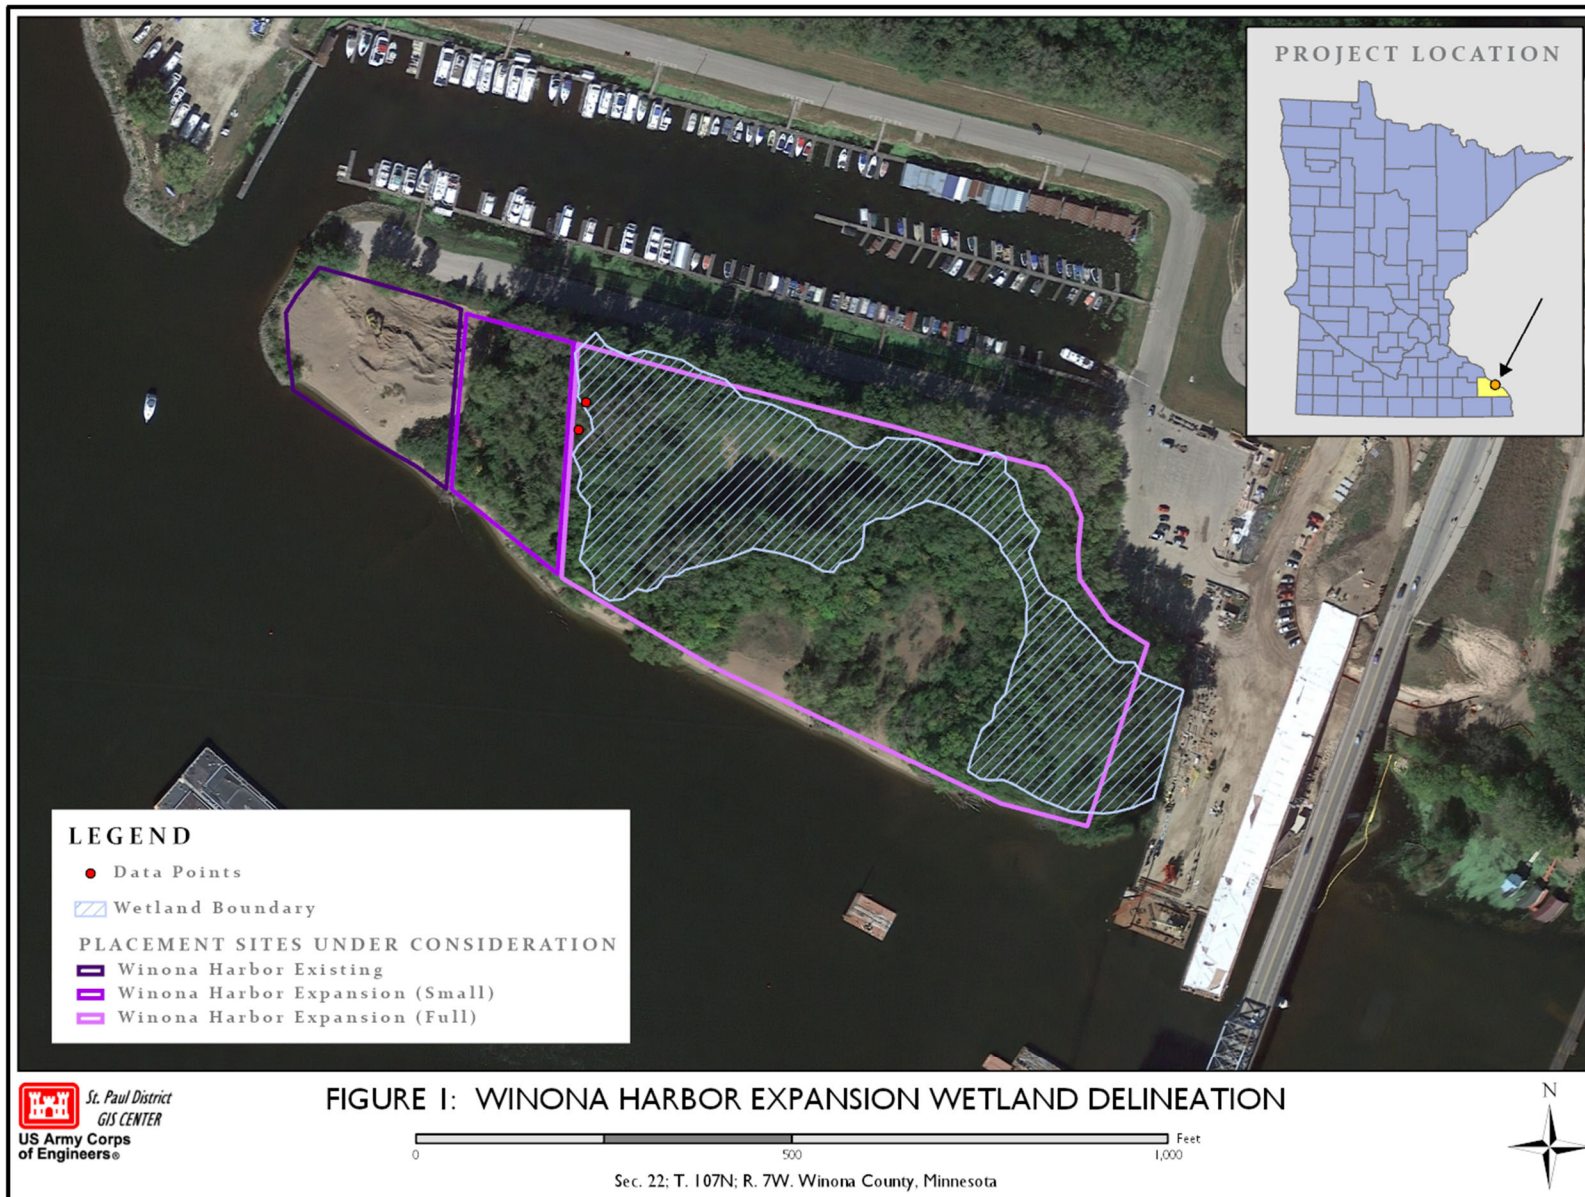 PROJECT LOCATION
LEGEND
Data Points
Wetland Boundary
PLACEMENT SITES UNDER CONSIDERATION
Winona Harbor Existing
Winona Harbor Expansion (Small)
Winona Harbor Expansion (Full)
St. Paul District
GIS CENTER
US Army Corps
of Engineers®
FIGURE 1: WINONA HARBOR EXPANSION WETLAND DELINEATION
Feet
0 500 1,000
Sec. 22; T. 107N; R. 7W. Winona County, Minnesota
N